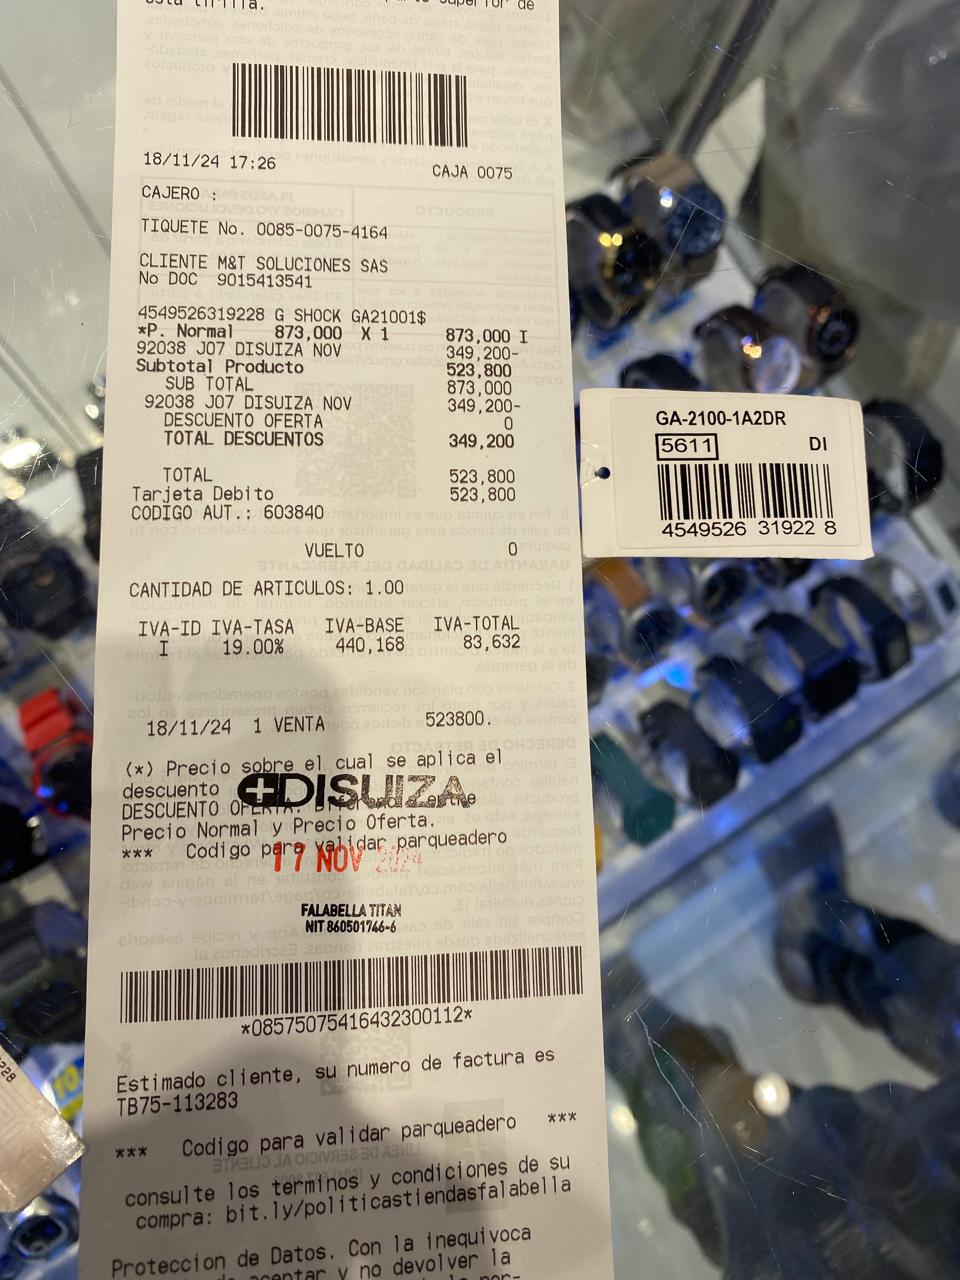 esta tirilla.
18/11/24 17:26 CAJA 0075
CAJERO :
TIQUETE No. 0085-0075-4164
CLIENTE M&T SOLUCIONES SAS
No DOC 9015413541
4549526319228 G SHOCK GA21001$
*P. Normal 873,000 X 1 873,000 I
92038 J07 DISUIZA NOV 349,200-
Subtotal Producto 523,800
SUB TOTAL 873,000
92038 J07 DISUIZA NOV 349,200-
DESCUENTO OFERTA 0
TOTAL DESCUENTOS 349,200
TOTAL 523,800
Tarjeta Debito 523,800
CODIGO AUT.: 603840
VUELTO 0
CANTIDAD DE ARTICULOS: 1.00
IVA-ID IVA-TASA IVA-BASE IVA-TOTAL
I 19.00% 440,168 83,632
18/11/24 1 VENTA 523800.
(*) Precio sobre el cual se aplica el
descuento
DISUIZA
DESCUENTO
Precio Normal y Precio Oferta.
*** Codigo para validar parqueadero
17 NOV 2024
FALABELLA TITAN
NIT 860501746-6
*08575075416432300112*
Estimado cliente, su numero de factura es
TB75-113283
*** Codigo para validar parqueadero ***
consulte los terminos y condiciones de su
compra: bit.ly/politicastiendasfalabella
Proteccion de Datos. Con la inequivoca
aceptar y no devolver la
GA-2100-1A2DR
5611 DI
4549526 31922 8